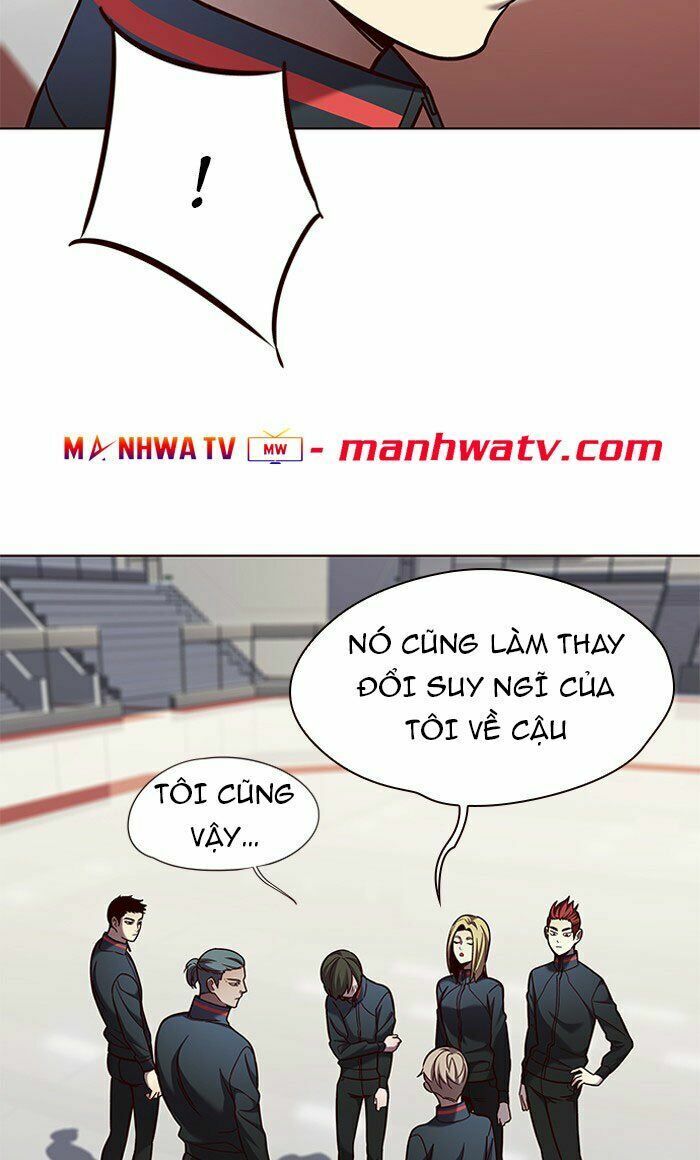 !
MANHWA TV MW - manhwatv.com
NÓ CŨNG LÀM THAY
ĐỔI SUY NGĨ CỦA
TÔI VỀ CẬU
TÔI CŨNG
VẬY...